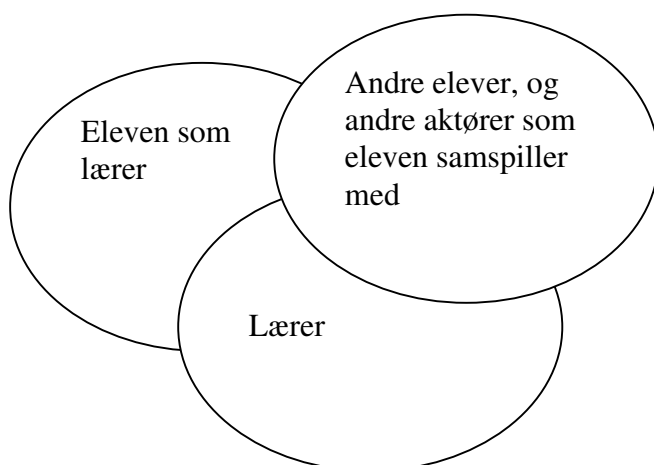 Eleven som
lærer
Andre elever, og
andre aktører som
eleven samspiller
med
Lærer